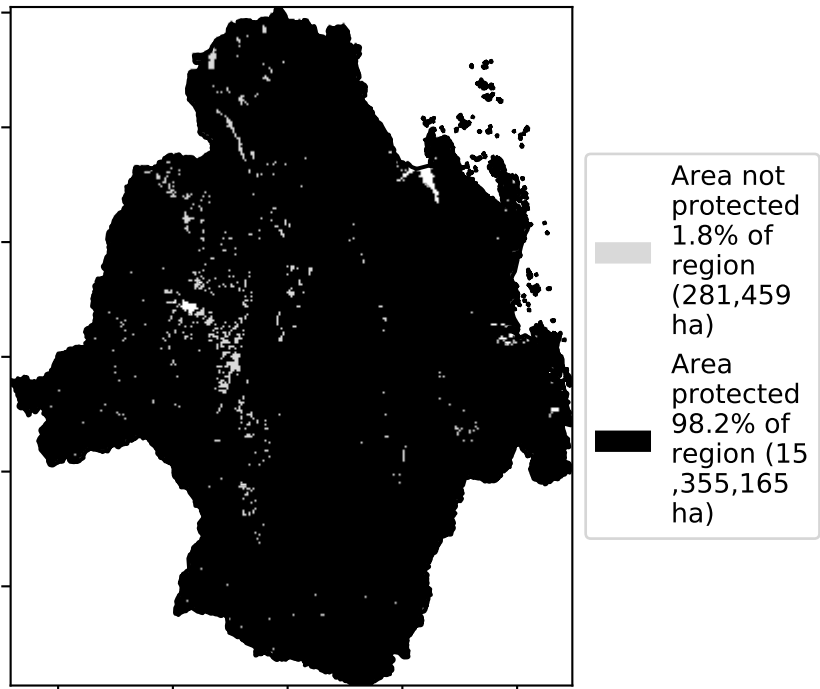 Area not
protected
1.8% of
region
(281,459
ha)
Area
protected
98.2% of
region (15
,355,165
ha)